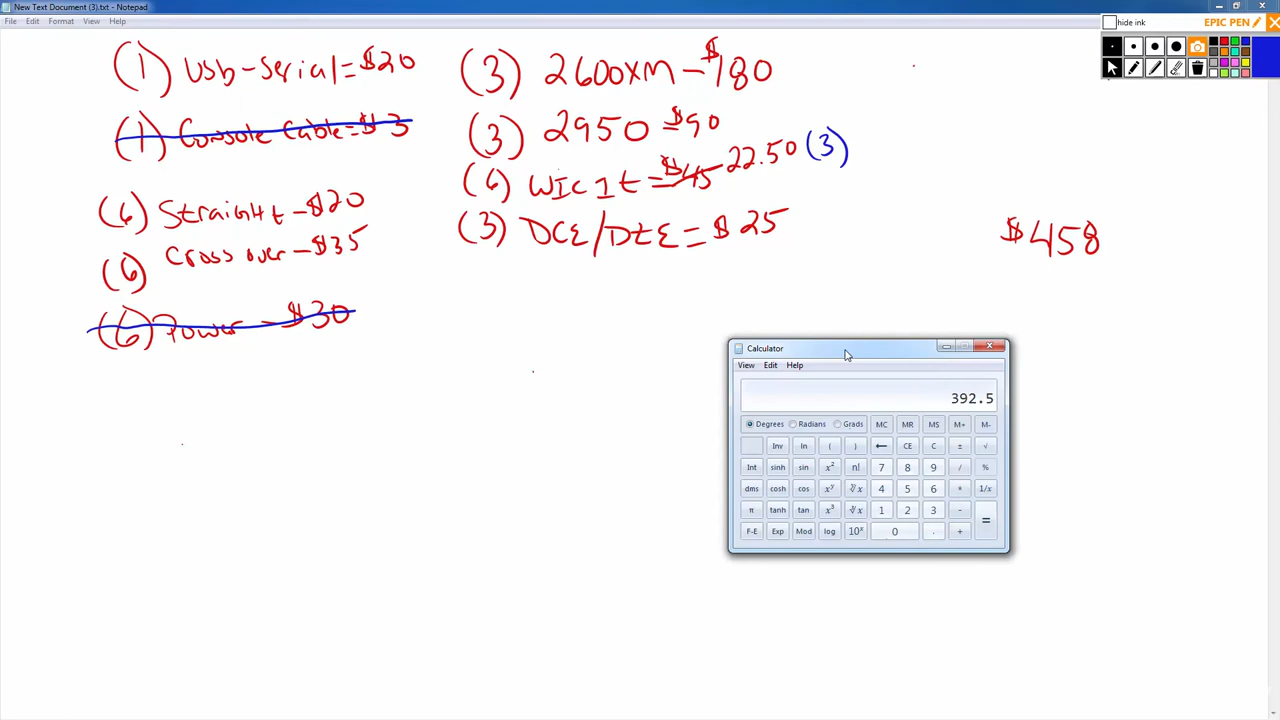 New Text Document (3).txt - Notepad
File Edit Format View Help
hide ink EPIC PEN
(1) Usb-Serial=$20
(1) Console Cable=$3
(6) Straight-$20
(6) Cross over-$35
(6) Power-$30
(3) 2600XM-$180
(3) 2950=$90
(6) WIC 1t=$45 22.50 (3)
(3) DCE/DTE=$25
$458
Calculator
View Edit Help
392.5
Degrees Radians Grads MC MR MS M+ M-
Inv ln ( ) ← CE C ± √
Int sinh sin x² n! 7 8 9 / %
dms cosh cos xʸ ʸ√x 4 5 6 * 1/x
π tanh tan x³ ³√x 1 2 3 - =
F-E Exp Mod log 10ˣ 0 . +